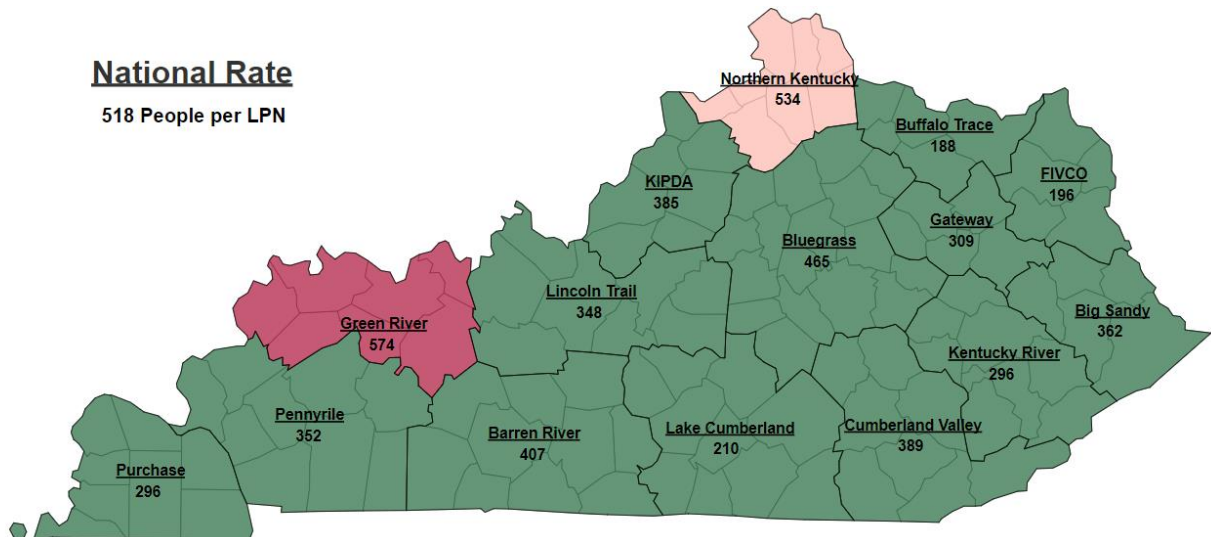 National Rate
518 People per LPN
Northern Kentucky
534
Buffalo Trace
188
KIPDA
385
FIVCO
196
Gateway
309
Bluegrass
465
Lincoln Trail
348
Green River
574
Big Sandy
362
Kentucky River
296
Pennyrile
352
Barren River
407
Lake Cumberland
210
Cumberland Valley
389
Purchase
296